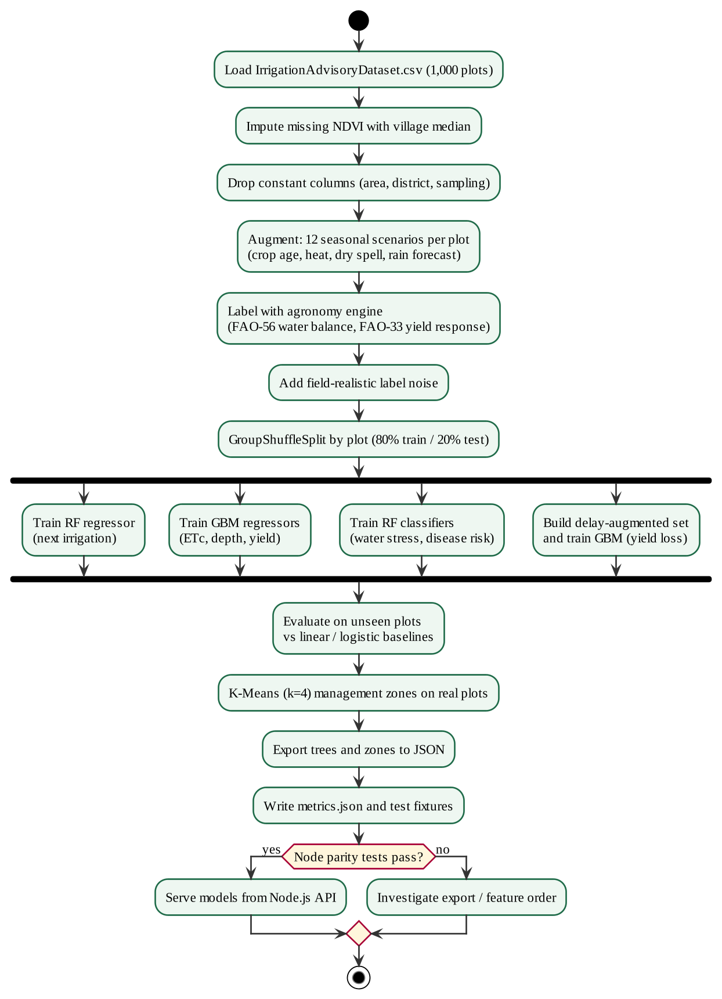 Load IrrigationAdvisoryDataset.csv (1,000 plots)
Impute missing NDVI with village median
Drop constant columns (area, district, sampling)
Augment: 12 seasonal scenarios per plot
(crop age, heat, dry spell, rain forecast)
Label with agronomy engine
(FAO-56 water balance, FAO-33 yield response)
Add field-realistic label noise
GroupShuffleSplit by plot (80% train / 20% test)
Train RF regressor
(next irrigation)
Train GBM regressors
(ETc, depth, yield)
Train RF classifiers
(water stress, disease risk)
Build delay-augmented set
and train GBM (yield loss)
Evaluate on unseen plots
vs linear / logistic baselines
K-Means (k=4) management zones on real plots
Export trees and zones to JSON
Write metrics.json and test fixtures
yes
Node parity tests pass?
no
Serve models from Node.js API
Investigate export / feature order